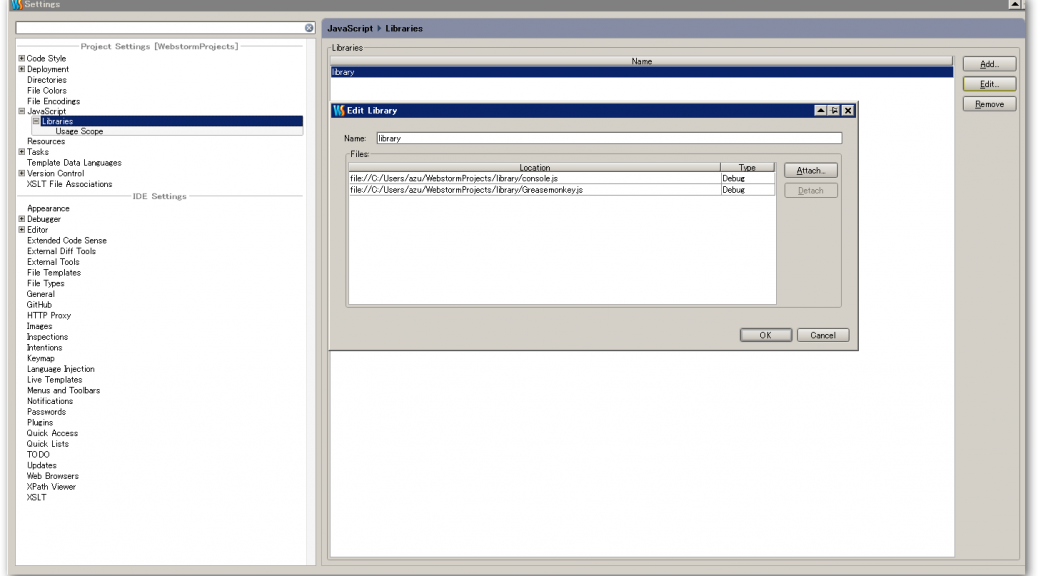 Settings
Project Settings [WebstormProjects]
Code Style
Deployment
Directories
File Colors
File Encodings
JavaScript
Libraries
Usage Scope
Resources
Tasks
Template Data Languages
Version Control
XSLT File Associations
IDE Settings
Appearance
Debugger
Editor
Extended Code Sense
External Diff Tools
External Tools
File Templates
File Types
General
GitHub
HTTP Proxy
Images
Inspections
Intentions
Keymap
Language Injection
Live Templates
Menus and Toolbars
Notifications
Passwords
Plugins
Quick Access
Quick Lists
TODO
Updates
Web Browsers
XPath Viewer
XSLT
JavaScript Libraries
Libraries
Name
library
Add...
Edit...
Remove
Edit Library
Name: library
Files:
Location Type
file://C:/Users/azu/WebstormProjects/library/console.js Debug
file://C:/Users/azu/WebstormProjects/library/Greasemonkey.js Debug
Attach...
Detach
OK Cancel